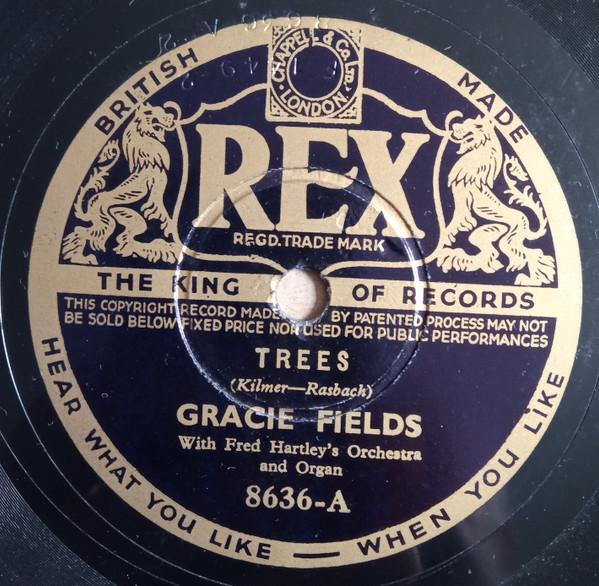 BRITISH MADE
CHAPPELL & Co. Ltd.
LONDON
REX
REGD. TRADE MARK
THE KING OF RECORDS
THIS COPYRIGHT RECORD MADE BY PATENTED PROCESS MAY NOT
BE SOLD BELOW FIXED PRICE NOR USED FOR PUBLIC PERFORMANCES
TREES
(Kilmer—Rasbach)
GRACIE FIELDS
With Fred Hartley's Orchestra
and Organ
8636-A
HEAR WHAT YOU LIKE — WHEN YOU LIKE